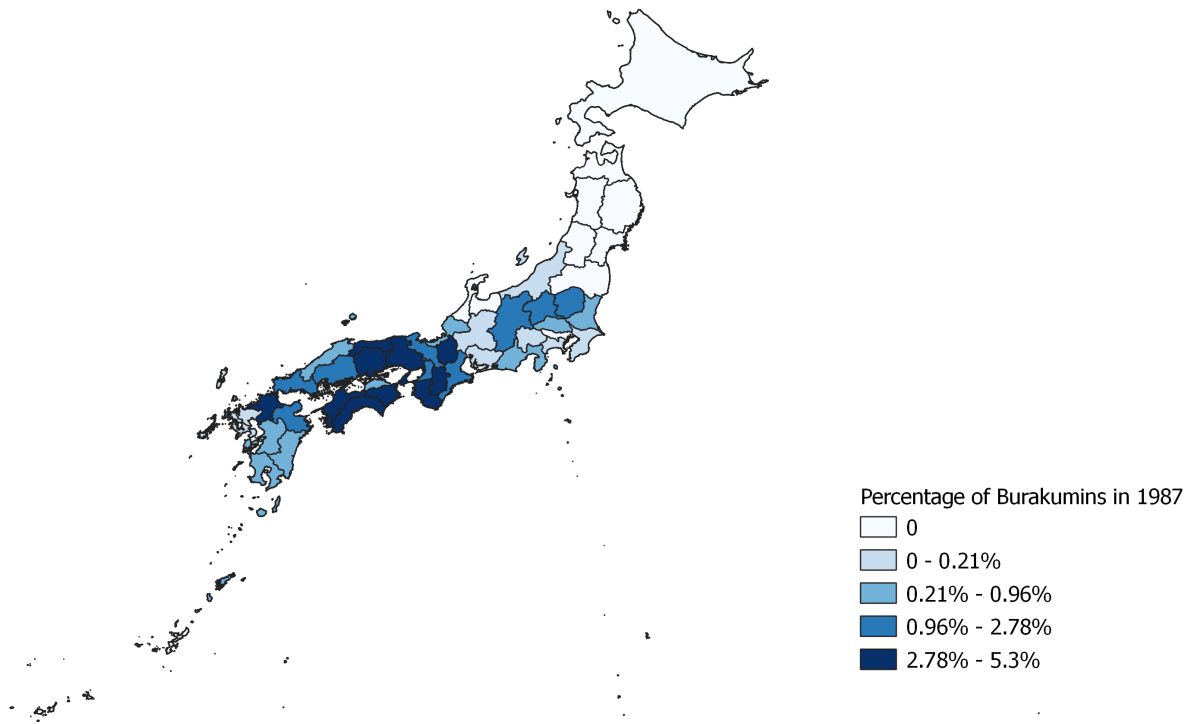 Percentage of Burakumins in 1987
0
0 - 0.21%
0.21% - 0.96%
0.96% - 2.78%
2.78% - 5.3%